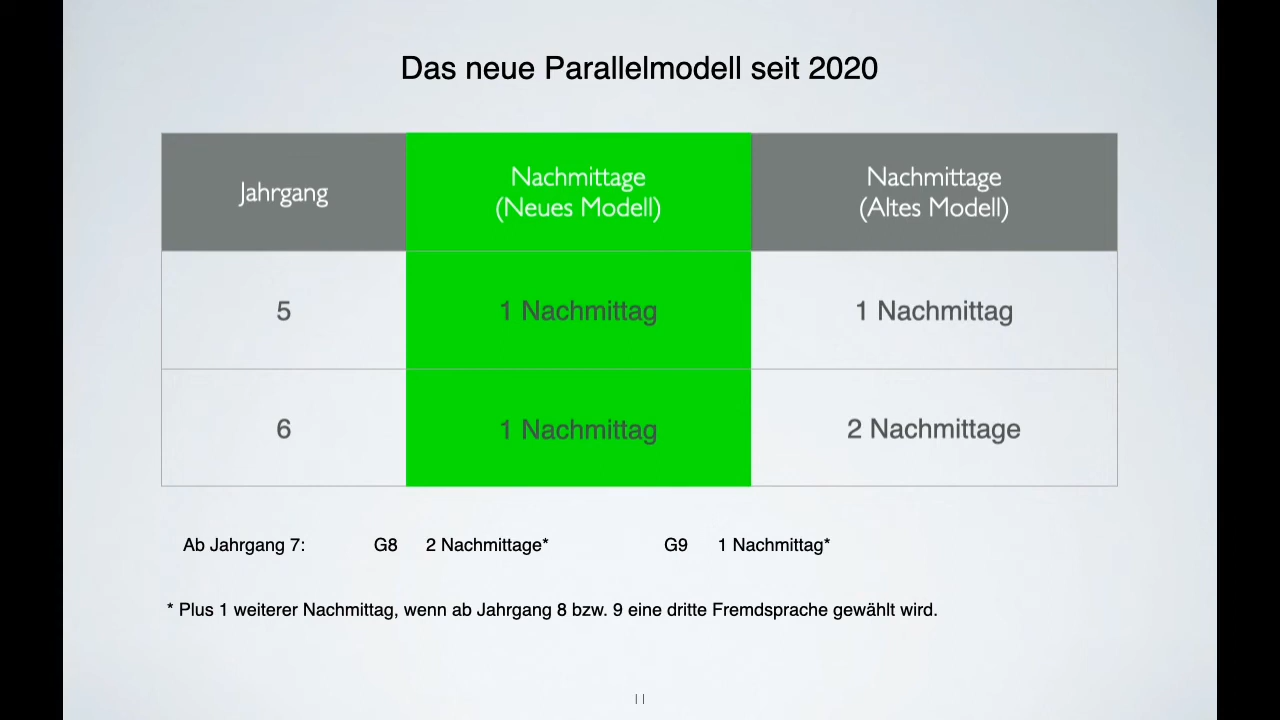 Das neue Parallelmodell seit 2020
Jahrgang
Nachmittage
(Neues Modell)
Nachmittage
(Altes Modell)
5
1 Nachmittag
1 Nachmittag
6
1 Nachmittag
2 Nachmittage
Ab Jahrgang 7: G8 2 Nachmittage* G9 1 Nachmittag*
* Plus 1 weiterer Nachmittag, wenn ab Jahrgang 8 bzw. 9 eine dritte Fremdsprache gewählt wird.
11